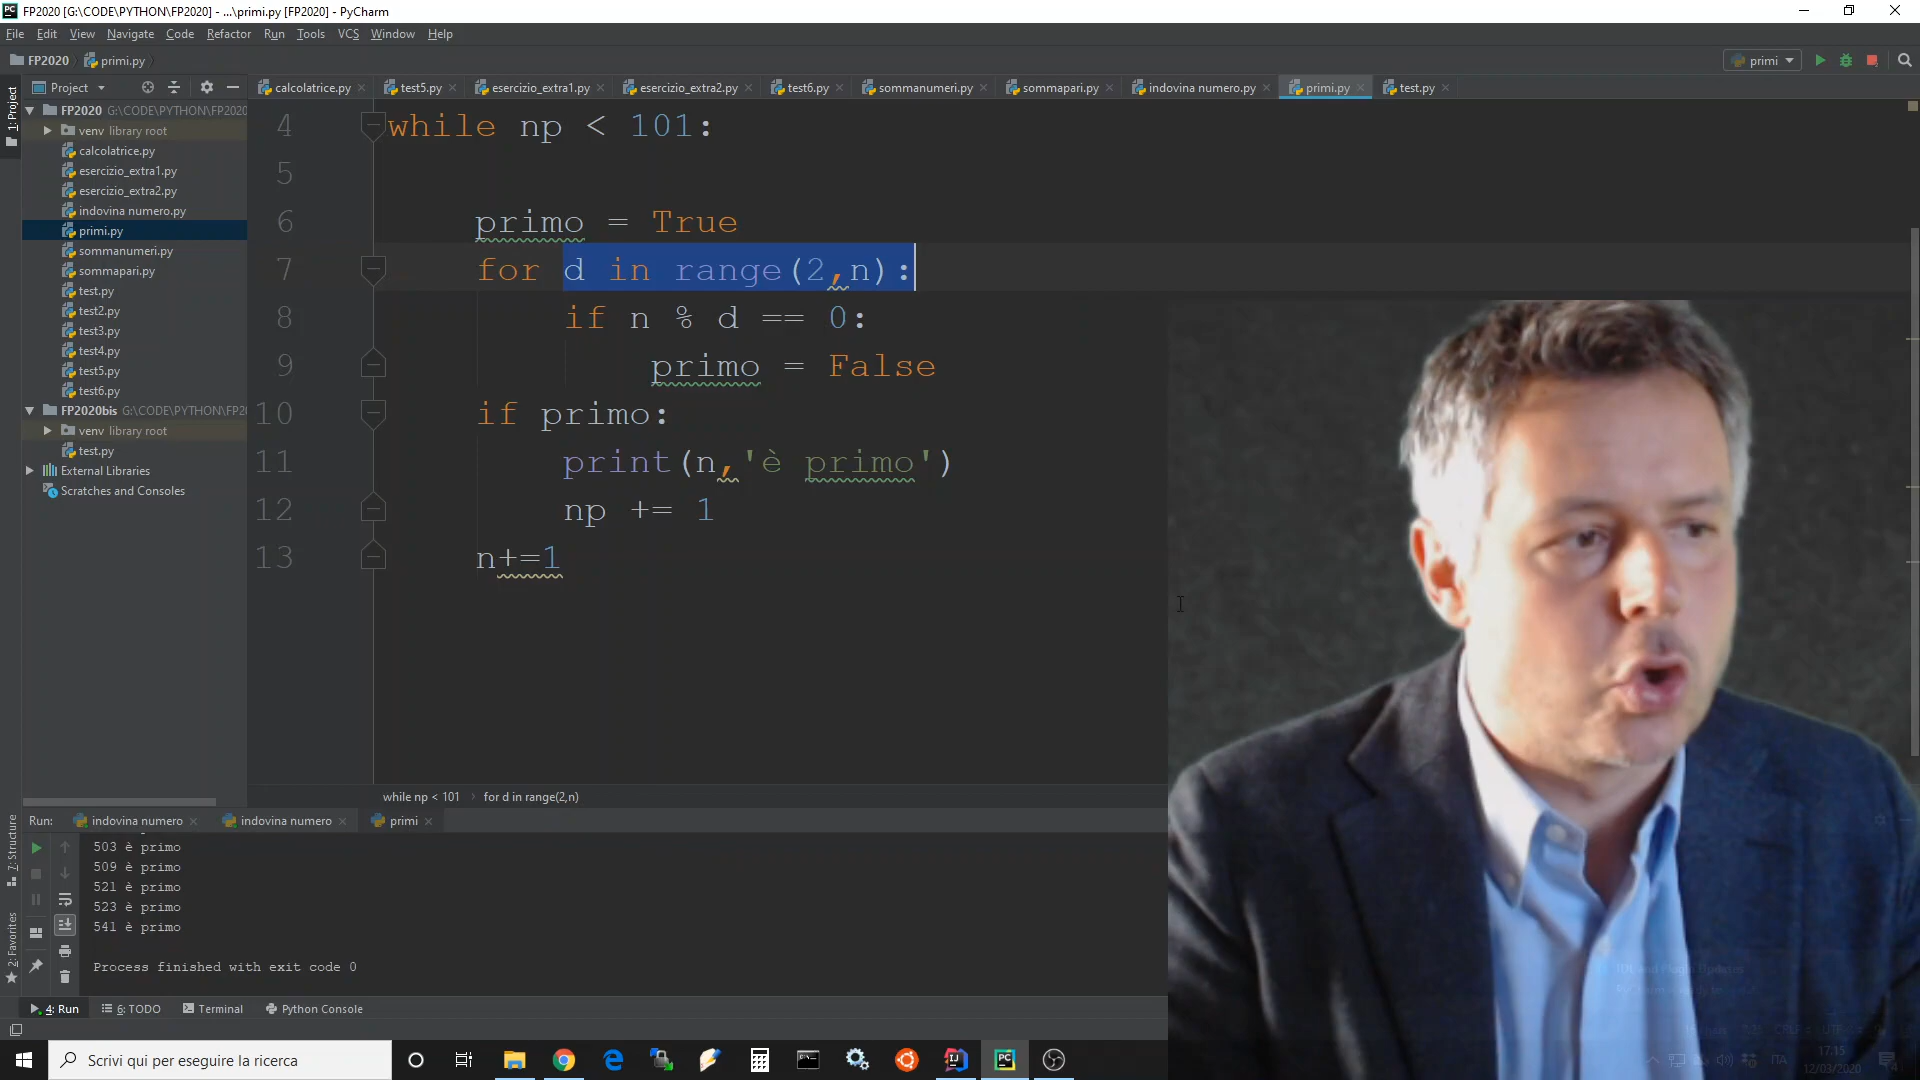 FP2020 [G:\CODE\PYTHON\FP2020] - ...\primi.py [FP2020] - PyCharm
File Edit View Navigate Code Refactor Run Tools VCS Window Help
FP2020 primi.py
primi
Project
calcolatrice.py test5.py esercizio_extra1.py esercizio_extra2.py test6.py sommanumeri.py sommapari.py indovina numero.py primi.py test.py
1: Project
FP2020 G:\CODE\PYTHON\FP2020
venv library root
calcolatrice.py
esercizio_extra1.py
esercizio_extra2.py
indovina numero.py
primi.py
sommanumeri.py
sommapari.py
test.py
test2.py
test3.py
test4.py
test5.py
test6.py
FP2020bis G:\CODE\PYTHON\FP2
venv library root
test.py
External Libraries
Scratches and Consoles
4 while np < 101:
5
6 primo = True
7 for d in range(2,n):
8 if n % d == 0:
9 primo = False
10 if primo:
11 print(n,'è primo')
12 np += 1
13 n+=1
while np < 101 for d in range(2,n)
Run: indovina numero indovina numero primi
7: Structure
2: Favorites
503 è primo
509 è primo
521 è primo
523 è primo
541 è primo
Process finished with exit code 0
4: Run 6: TODO Terminal Python Console
Scrivi qui per eseguire la ricerca
ITA
17:15
12/03/2020